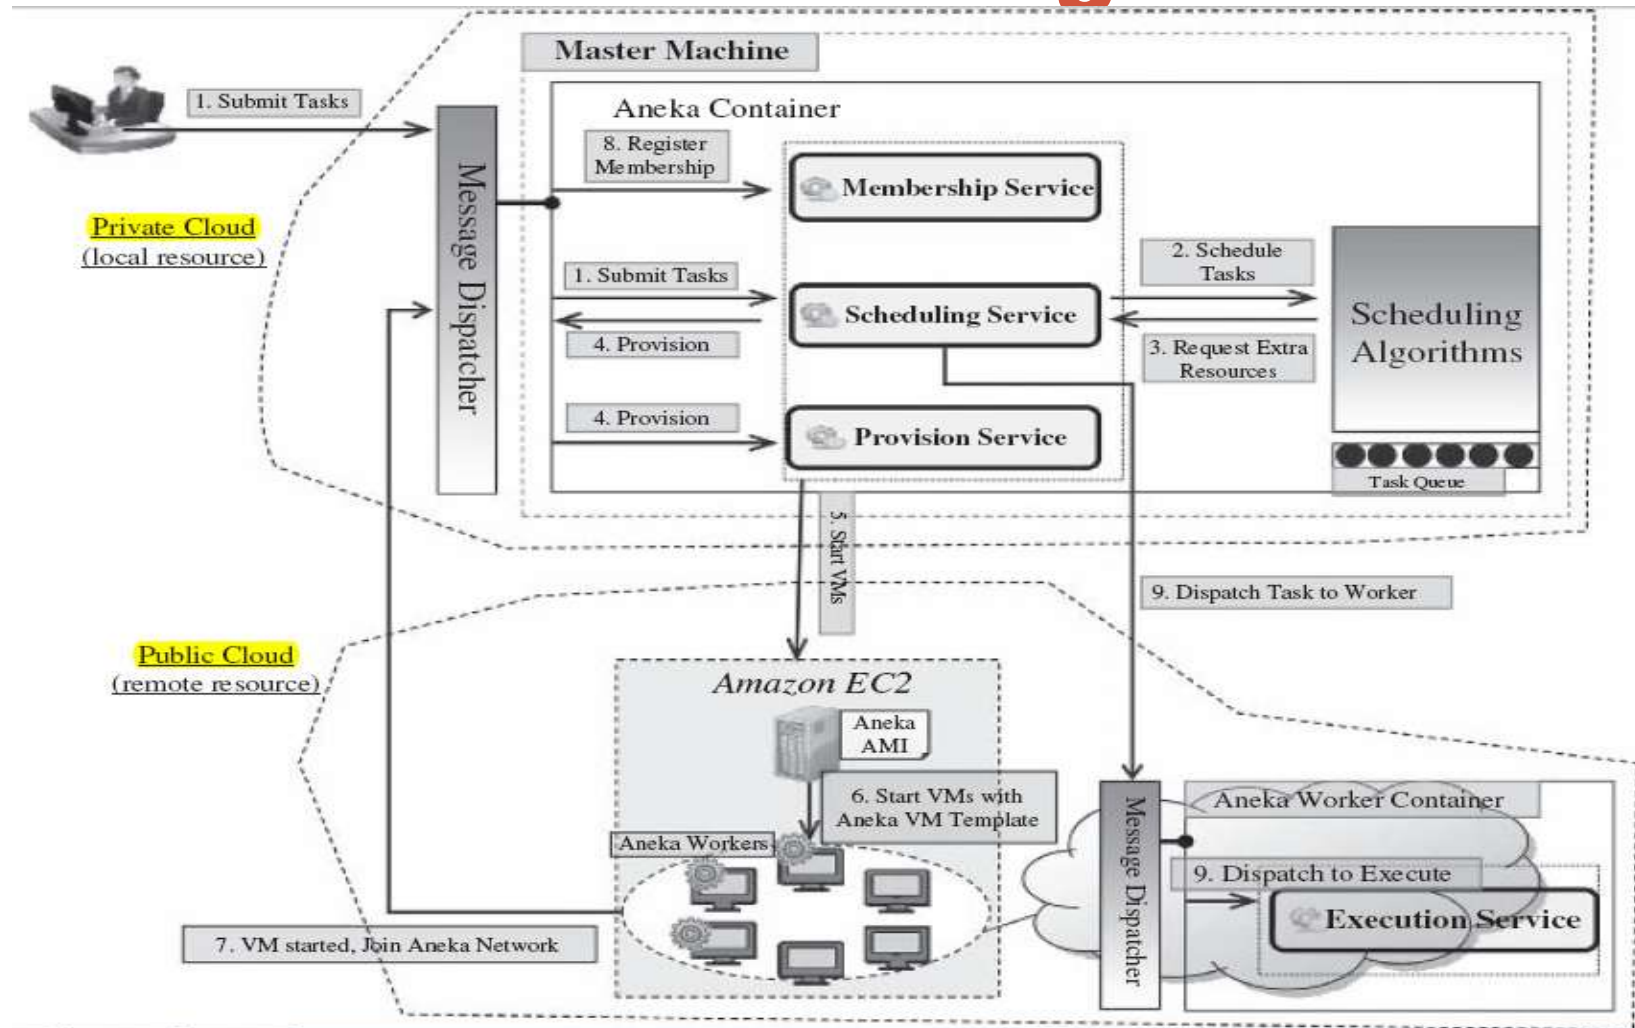 Master Machine
Aneka Container
1. Submit Tasks
8. Register
Membership
Message Dispatcher
Membership Service
Private Cloud
(local resource)
1. Submit Tasks
2. Schedule
Tasks
Scheduling Service
Scheduling
Algorithms
4. Provision
3. Request Extra
Resources
4. Provision
Provision Service
Task Queue
5. Start VMs
9. Dispatch Task to Worker
Public Cloud
(remote resource)
Amazon EC2
Aneka
AMI
6. Start VMs with
Aneka VM Template
Aneka Workers
Message Dispatcher
Aneka Worker Container
9. Dispatch to Execute
Execution Service
7. VM started, Join Aneka Network